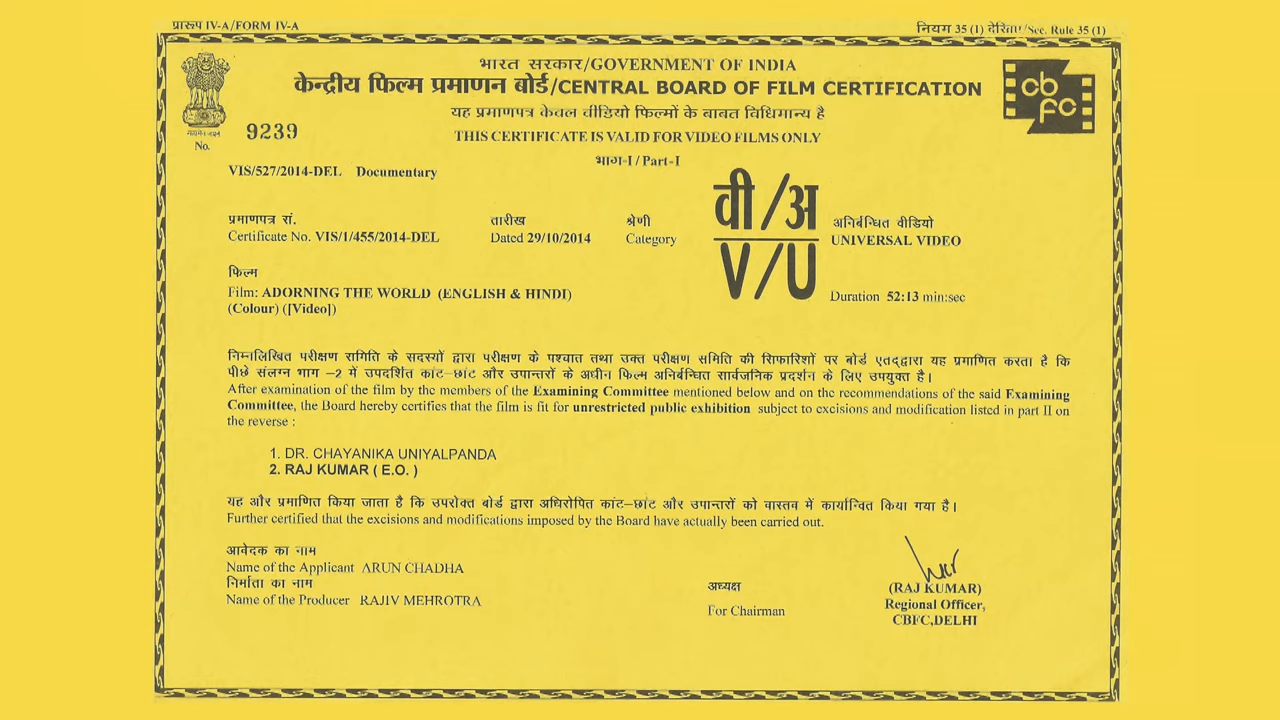 प्रारूप IV-A/FORM IV-A
नियम 35 (1) देखिए/See. Rule 35 (1)
भारत सरकार/GOVERNMENT OF INDIA
केन्द्रीय फिल्म प्रमाणन बोर्ड/CENTRAL BOARD OF FILM CERTIFICATION
cb
fc
यह प्रमाणपत्र केवल वीडियो फिल्मों के बाबत विधिमान्य है
सत्यमेव जयते
No. 9239
THIS CERTIFICATE IS VALID FOR VIDEO FILMS ONLY
भाग-I / Part-I
VIS/527/2014-DEL Documentary
प्रमाणपत्र सं. तारीख श्रेणी वी/अ अनिर्बन्धित वीडियो
Certificate No. VIS/1/455/2014-DEL Dated 29/10/2014 Category V/U UNIVERSAL VIDEO
फिल्म
Film: ADORNING THE WORLD (ENGLISH & HINDI)
Duration 52:13 min:sec
(Colour) ([Video])
निम्नलिखित परीक्षण समिति के सदस्यों द्वारा परीक्षण के पश्चात तथा उक्त परीक्षण समिति की सिफारिशों पर बोर्ड एतद्द्वारा यह प्रमाणित करता है कि
पीछे संलग्न भाग –2 में उपदर्शित कांट–छांट और उपान्तरों के अधीन फिल्म अनिर्बन्धित सार्वजनिक प्रदर्शन के लिए उपयुक्त है।
After examination of the film by the members of the Examining Committee mentioned below and on the recommendations of the said Examining
Committee, the Board hereby certifies that the film is fit for unrestricted public exhibition subject to excisions and modification listed in part II on
the reverse :
1. DR. CHAYANIKA UNIYALPANDA
2. RAJ KUMAR ( E.O. )
यह और प्रमाणित किया जाता है कि उपरोक्त बोर्ड द्वारा अधिरोपित कांट–छांट और उपान्तरों को वास्तव में कार्यान्वित किया गया है।
Further certified that the excisions and modifications imposed by the Board have actually been carried out.
आवेदक का नाम
Name of the Applicant ARUN CHADHA
निर्माता का नाम
Name of the Producer RAJIV MEHROTRA
अध्यक्ष
For Chairman
(RAJ KUMAR)
Regional Officer,
CBFC,DELHI